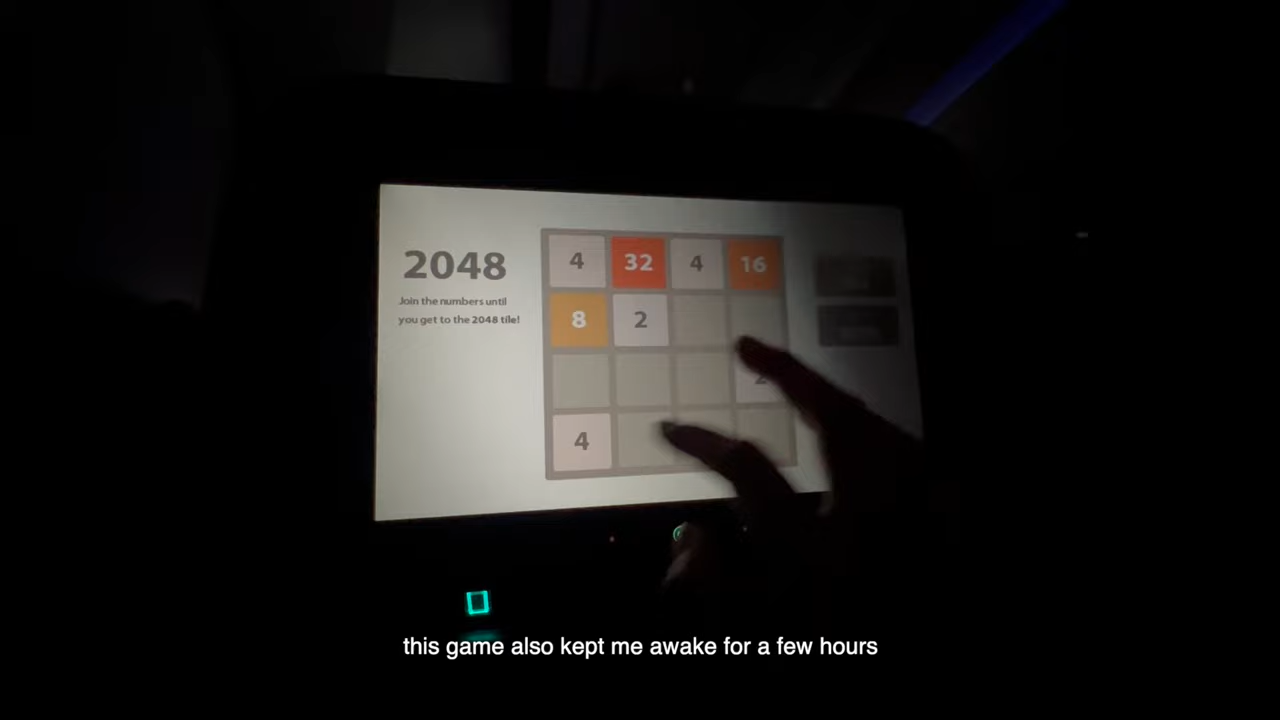 2048
Join the numbers until
you get to the 2048 tile!
4 32 4 16
8 2
2
4
this game also kept me awake for a few hours